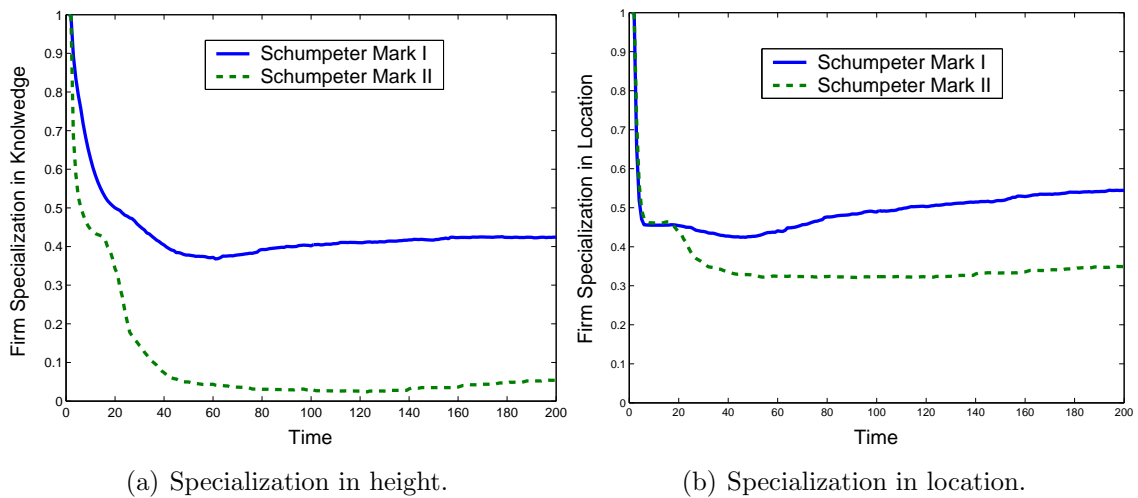 Firm Specialization in Knolwedge
1
0.9
0.8
0.7
0.6
0.5
0.4
0.3
0.2
0.1
0
Schumpeter Mark I
Schumpeter Mark II
0 20 40 60 80 100 120 140 160 180 200
Time
(a) Specialization in height.
Firm Specialization in Location
1
0.9
0.8
0.7
0.6
0.5
0.4
0.3
0.2
0.1
0
Schumpeter Mark I
Schumpeter Mark II
0 20 40 60 80 100 120 140 160 180 200
Time
(b) Specialization in location.